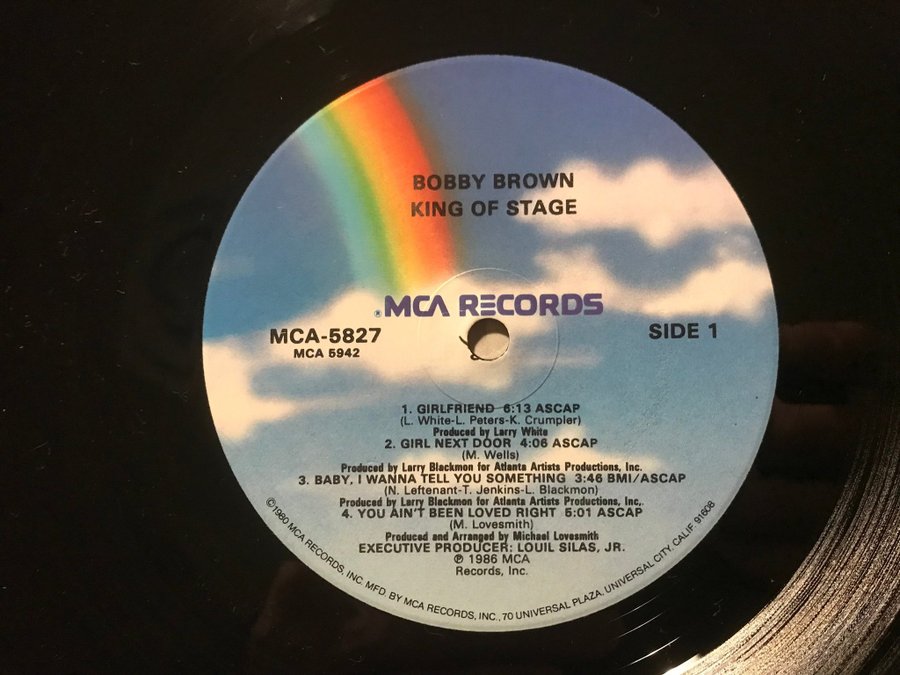 BOBBY BROWN
KING OF STAGE
® MCA RECORDS
MCA-5827
MCA 5942
SIDE 1
1. GIRLFRIEND 6:13 ASCAP
(L. White-L. Peters-K. Crumpler)
Produced by Larry White
2. GIRL NEXT DOOR 4:06 ASCAP
(M. Wells)
Produced by Larry Blackmon for Atlanta Artists Productions, Inc.
3. BABY, I WANNA TELL YOU SOMETHING 3:46 BMI/ASCAP
(N. Leftenant-T. Jenkins-L. Blackmon)
Produced by Larry Blackmon for Atlanta Artists Productions, Inc.
4. YOU AIN'T BEEN LOVED RIGHT 5:01 ASCAP
(M. Lovesmith)
Produced and Arranged by Michael Lovesmith
EXECUTIVE PRODUCER: LOUIL SILAS, JR.
℗ 1986 MCA
Records, Inc.
©1980 MCA RECORDS, INC. MFD. BY MCA RECORDS, INC., 70 UNIVERSAL PLAZA, UNIVERSAL CITY, CALIF. 91608